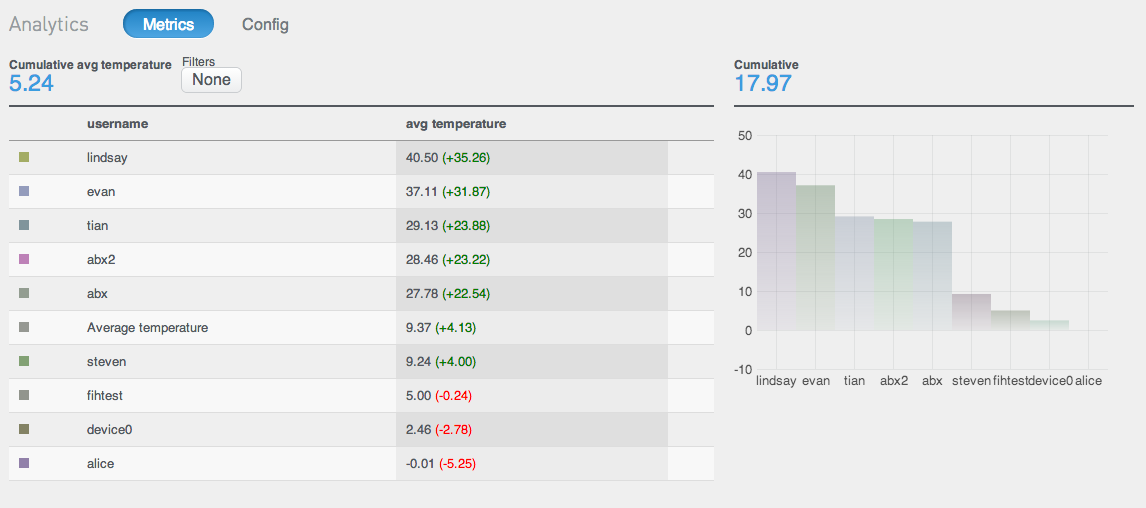 Analytics Metrics Config
Cumulative avg temperature Filters
5.24 None
username avg temperature
lindsay 40.50 (+35.26)
evan 37.11 (+31.87)
tian 29.13 (+23.88)
abx2 28.46 (+23.22)
abx 27.78 (+22.54)
Average temperature 9.37 (+4.13)
steven 9.24 (+4.00)
fihtest 5.00 (-0.24)
device0 2.46 (-2.78)
alice -0.01 (-5.25)
Cumulative
17.97
50
40
30
20
10
0
-10
lindsay evan tian abx2 abx steven fihtest device0 alice